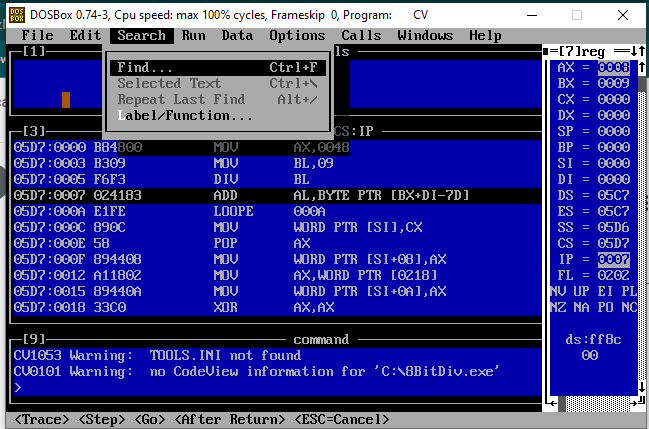 DOSBox 0.74-3, Cpu speed: max 100% cycles, Frameskip 0, Program: CV
File Edit Search Run Data Options Calls Windows Help
[1] ls
Find... Ctrl+F
Selected Text Ctrl+\
Repeat Last Find Alt+/
Label/Function...
[3] CS:IP
05D7:0000 B84800 MOV AX,0048
05D7:0003 B309 MOV BL,09
05D7:0005 F6F3 DIV BL
05D7:0007 024183 ADD AL,BYTE PTR [BX+DI-7D]
05D7:000A E1FE LOOPE 000A
05D7:000C 890C MOV WORD PTR [SI],CX
05D7:000E 58 POP AX
05D7:000F 894408 MOV WORD PTR [SI+08],AX
05D7:0012 A11802 MOV AX,WORD PTR [0218]
05D7:0015 89440A MOV WORD PTR [SI+0A],AX
05D7:0018 33C0 XOR AX,AX
[9] command
CV1053 Warning: TOOLS.INI not found
CV0101 Warning: no CodeView information for 'C:\8BitDiv.exe'
>
[7]reg
AX = 0008
BX = 0009
CX = 0000
DX = 0000
SP = 0000
BP = 0000
SI = 0000
DI = 0000
DS = 05C7
ES = 05C7
SS = 05D6
CS = 05D7
IP = 0007
FL = 0202
NV UP EI PL
NZ NA PO NC
ds:ff8c
00
<Trace> <Step> <Go> <After Return> <ESC=Cancel>